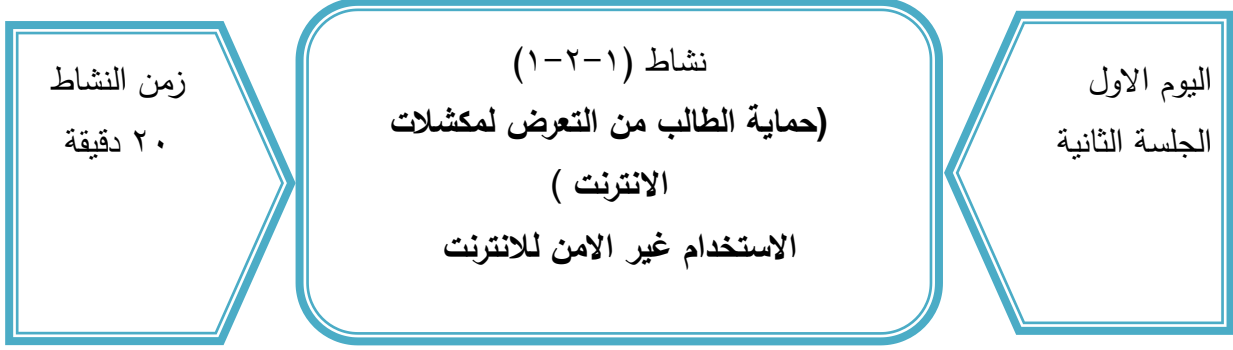 اليوم الاول
الجلسة الثانية
نشاط (١-٢-١)
(حماية الطالب من التعرض لمكشلات
الانترنت )
الاستخدام غير الامن للانترنت
زمن النشاط
٢٠ دقيقة